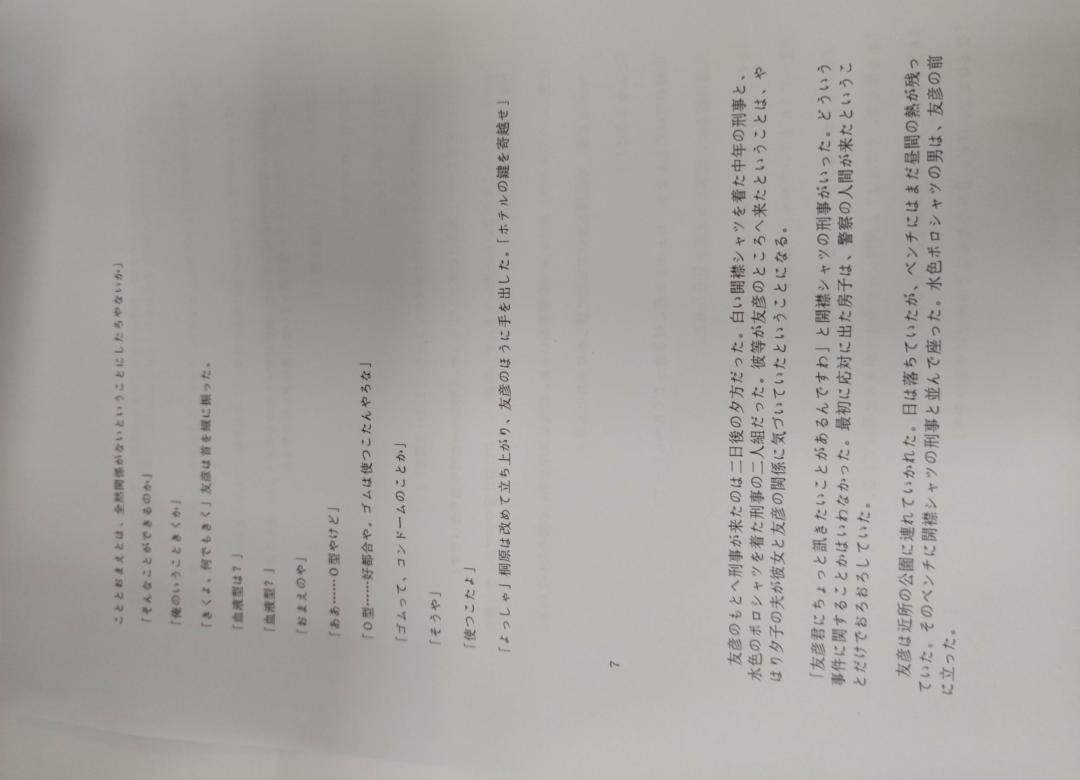 こととおまえとは、全然関係がないということにしたろやないか」
「そんなことができるのか」
「俺のいうこときくか」
「きくよ。何でもきく」友彦は首を縦に振った。
「血液型は？」
「血液型？」
「おまえのや」
「ああ……Ｏ型やけど」
「Ｏ型……好都合や。ゴムは使つこたんやろな」
「ゴムって、コンドームのことか」
「そうや」
「使つこたよ」
「よっしゃ」桐原は改めて立ち上がり、友彦のほうに手を出した。「ホテルの鍵を寄越せ」
7
友彦のもとへ刑事が来たのは二日後の夕方だった。白い開襟シャツを着た中年の刑事と、
水色のポロシャツを着た刑事の二人組だった。彼等が友彦のところへ来たということは、や
はり夕子の夫が彼女と友彦の関係に気づいていたということになる。
「友彦君にちょっと訊きたいことがあるんですわ」と開襟シャツの刑事がいった。どういう
事件に関することかはいわなかった。最初に応対に出た房子は、警察の人間が来たというこ
とだけでおろおろしていた。
友彦は近所の公園に連れていかれた。日は落ちていたが、ベンチにはまだ昼間の熱が残っ
ていた。そのベンチに開襟シャツの刑事と並んで座った。水色ポロシャツの男は、友彦の前
に立った。